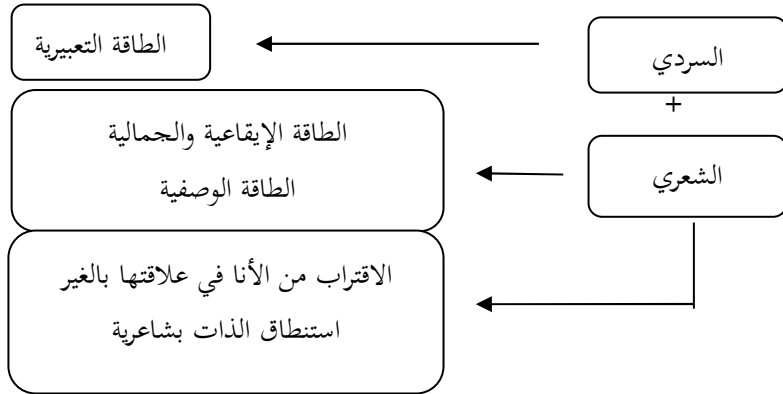 السردي
الطاقة التعبيرية
+
الشعري
الطاقة الإيقاعية والجمالية
الطاقة الوصفية
الاقتراب من الأنا في علاقتها بالغير
استنطاق الذات بشاعرية